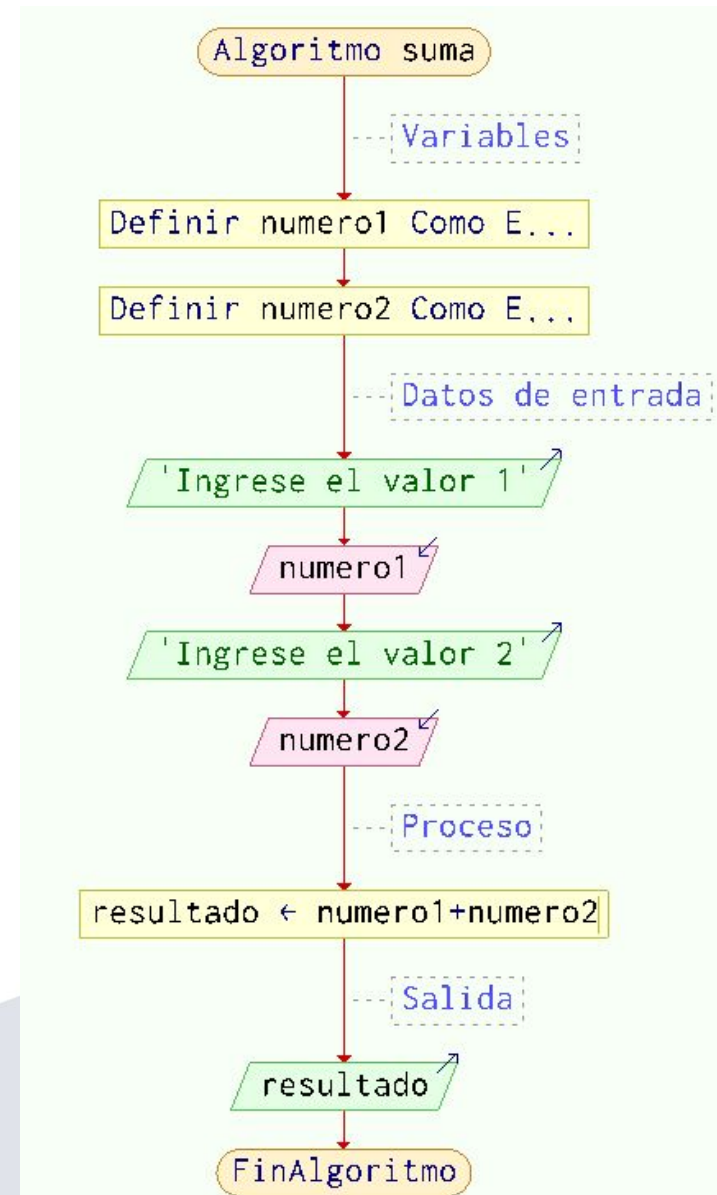 Algoritmo suma
Variables
Definir numero1 Como E...
Definir numero2 Como E...
Datos de entrada
'Ingrese el valor 1'
numero1
'Ingrese el valor 2'
numero2
Proceso
resultado ← numero1+numero2
Salida
resultado
FinAlgoritmo